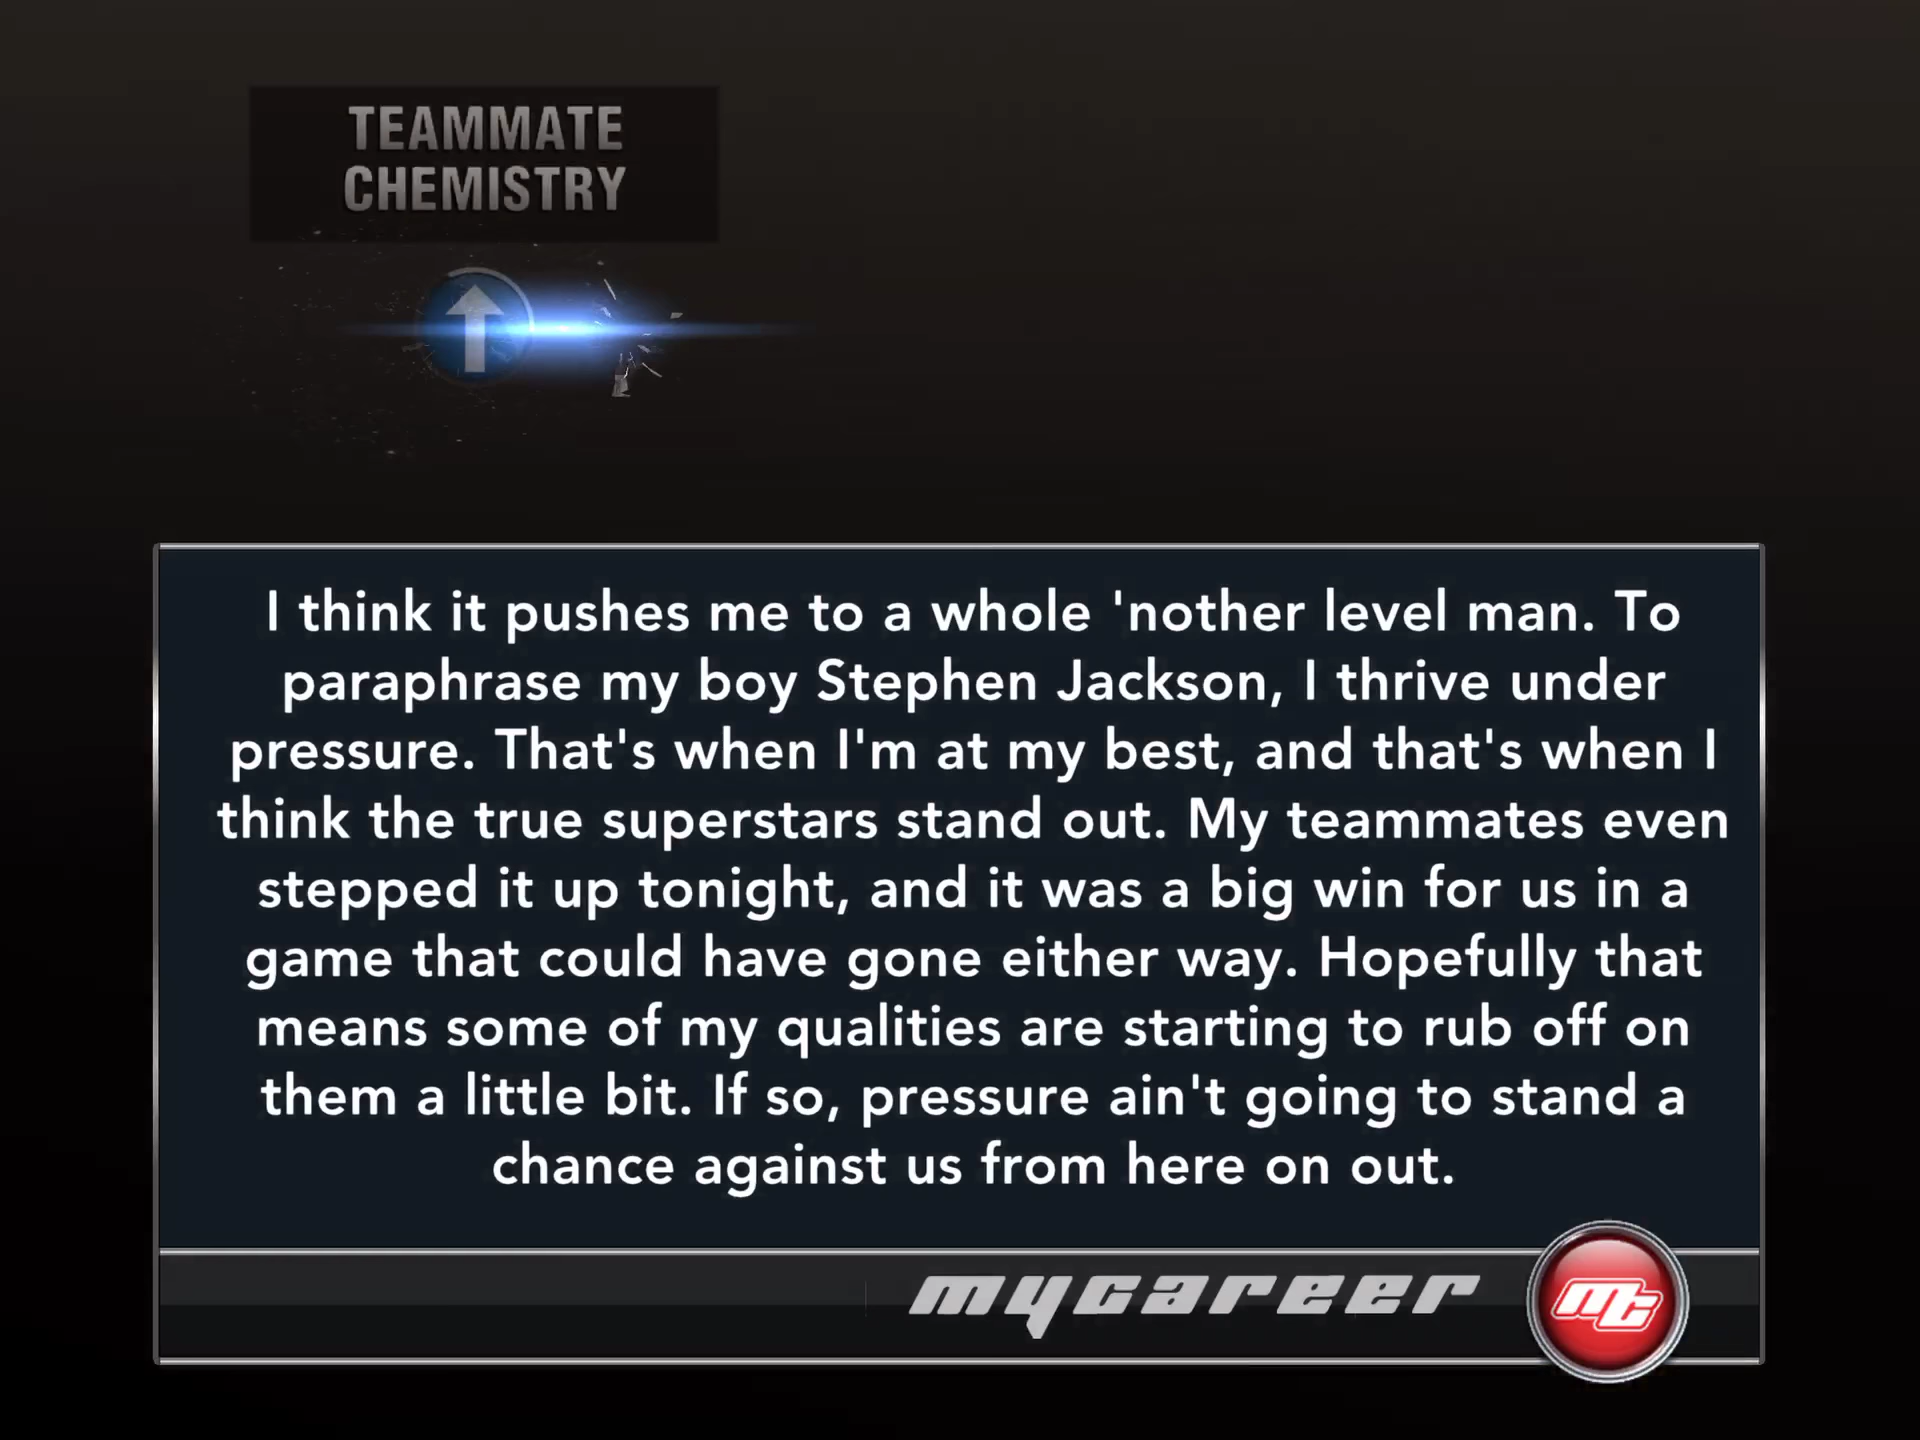 TEAMMATE
CHEMISTRY
I think it pushes me to a whole 'nother level man. To
paraphrase my boy Stephen Jackson, I thrive under
pressure. That's when I'm at my best, and that's when I
think the true superstars stand out. My teammates even
stepped it up tonight, and it was a big win for us in a
game that could have gone either way. Hopefully that
means some of my qualities are starting to rub off on
them a little bit. If so, pressure ain't going to stand a
chance against us from here on out.
mycareer
mc